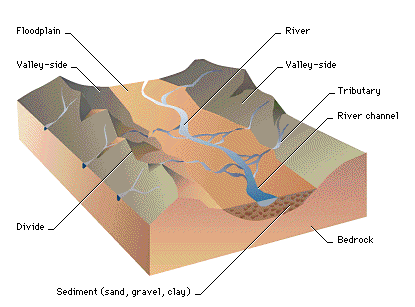 Floodplain
River
Valley-side
Valley-side
Tributary
River channel
Divide
Bedrock
Sediment (sand, gravel, clay)